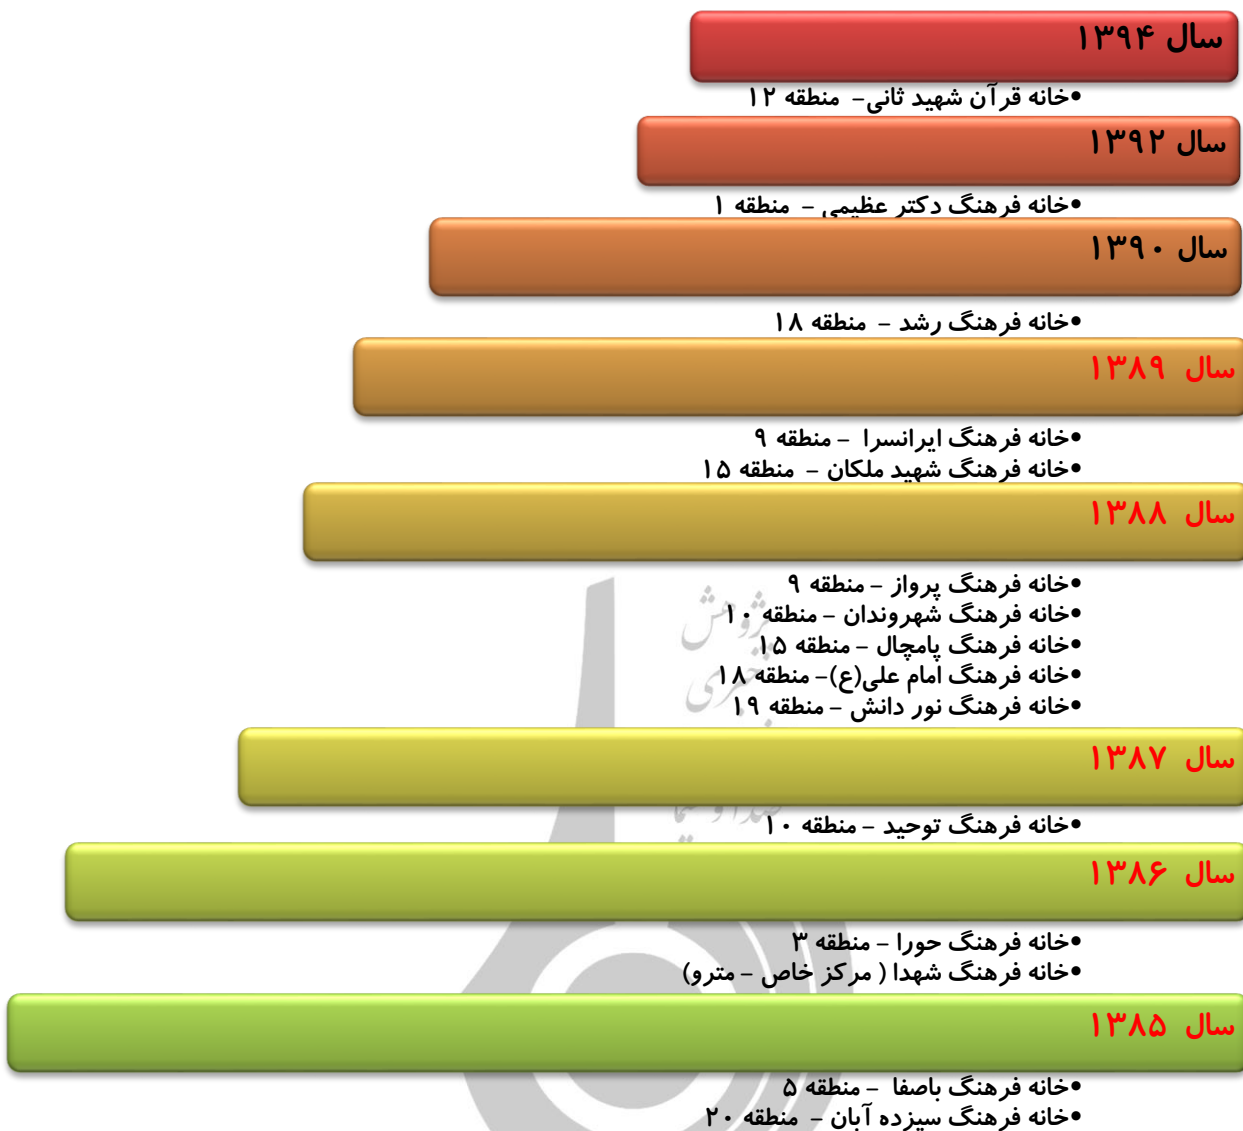 سال ۱۳۹۴
•خانه قرآن شهید ثانی– منطقه ۱۲
سال ۱۳۹۲
•خانه فرهنگ دکتر عظیمی – منطقه ۱
سال ۱۳۹۰
•خانه فرهنگ رشد – منطقه ۱۸
سال ۱۳۸۹
•خانه فرهنگ ایرانسرا – منطقه ۹
•خانه فرهنگ شهید ملکان – منطقه ۱۵
سال ۱۳۸۸
•خانه فرهنگ پرواز – منطقه ۹
•خانه فرهنگ شهروندان – منطقه ۱۰
•خانه فرهنگ پامچال – منطقه ۱۵
•خانه فرهنگ امام علی(ع)– منطقه ۱۸
•خانه فرهنگ نور دانش – منطقه ۱۹
سال ۱۳۸۷
•خانه فرهنگ توحید – منطقه ۱۰
سال ۱۳۸۶
•خانه فرهنگ حورا – منطقه ۳
•خانه فرهنگ شهدا ( مرکز خاص – مترو)
سال ۱۳۸۵
•خانه فرهنگ باصفا – منطقه ۵
•خانه فرهنگ سیزده آبان – منطقه ۲۰